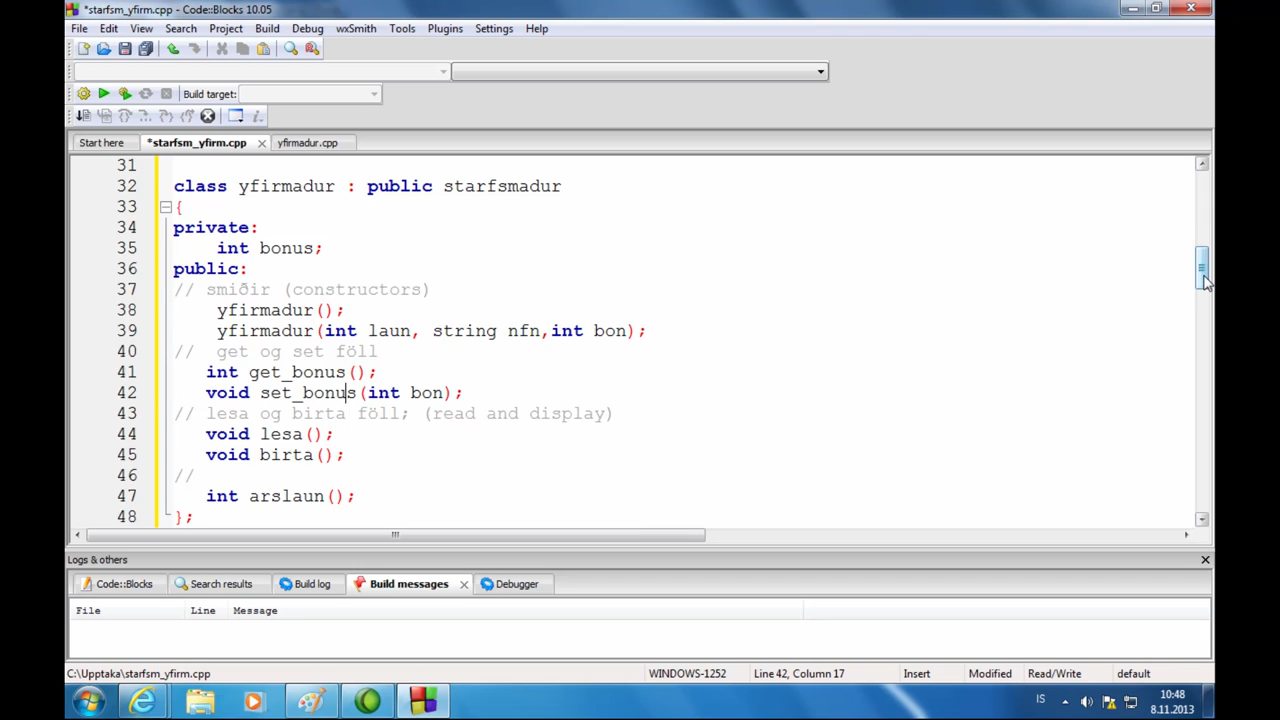 *starfsm_yfirm.cpp - Code::Blocks 10.05
File Edit View Search Project Build Debug wxSmith Tools Plugins Settings Help
Build target:
Start here *starfsm_yfirm.cpp yfirmadur.cpp
31
32 class yfirmadur : public starfsmadur
33 {
34 private:
35 int bonus;
36 public:
37 // smiðir (constructors)
38 yfirmadur();
39 yfirmadur(int laun, string nfn,int bon);
40 // get og set föll
41 int get_bonus();
42 void set_bonus(int bon);
43 // lesa og birta föll; (read and display)
44 void lesa();
45 void birta();
46 //
47 int arslaun();
48 };
Logs & others
Code::Blocks Search results Build log Build messages Debugger
File Line Message
C:\Upptaka\starfsm_yfirm.cpp WINDOWS-1252 Line 42, Column 17 Insert Modified Read/Write default
IS 10:48
8.11.2013